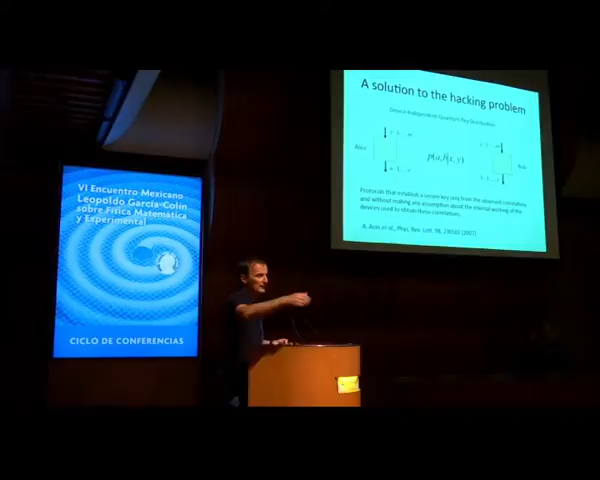 VI Encuentro Mexicano
Leopoldo García-Colín
sobre Física Matemática
y Experimental
CICLO DE CONFERENCIAS
A solution to the hacking problem
Device-Independent Quantum Key Distribution
Alice
p(a,b|x,y)
Bob
Protocols that establish a secure key only from the observed correlations
and without making any assumption about the internal working of the
devices used to obtain these correlations.
A. Acín et al., Phys. Rev. Lett. 98, 230501 (2007)